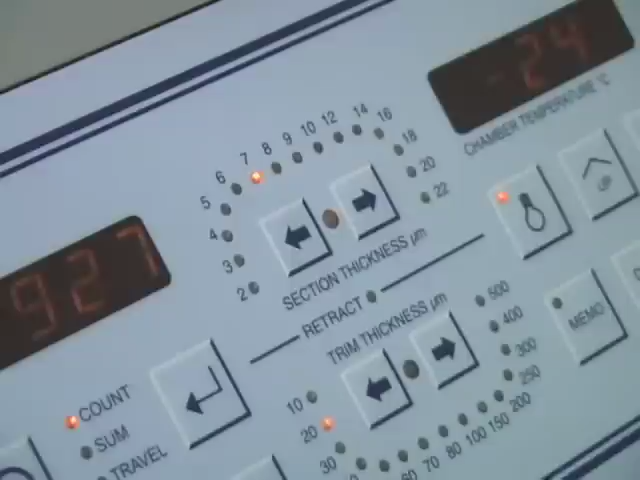 -24
CHAMBER TEMPERATURE °C
2 3 4 5 6 7 8 9 10 12 14 16 18 20 22
SECTION THICKNESS µm
927
RETRACT
TRIM THICKNESS µm
UP
MEMO
COUNT
SUM
TRAVEL
10 20 30 60 70 80 100 150 200 250 300 400 500